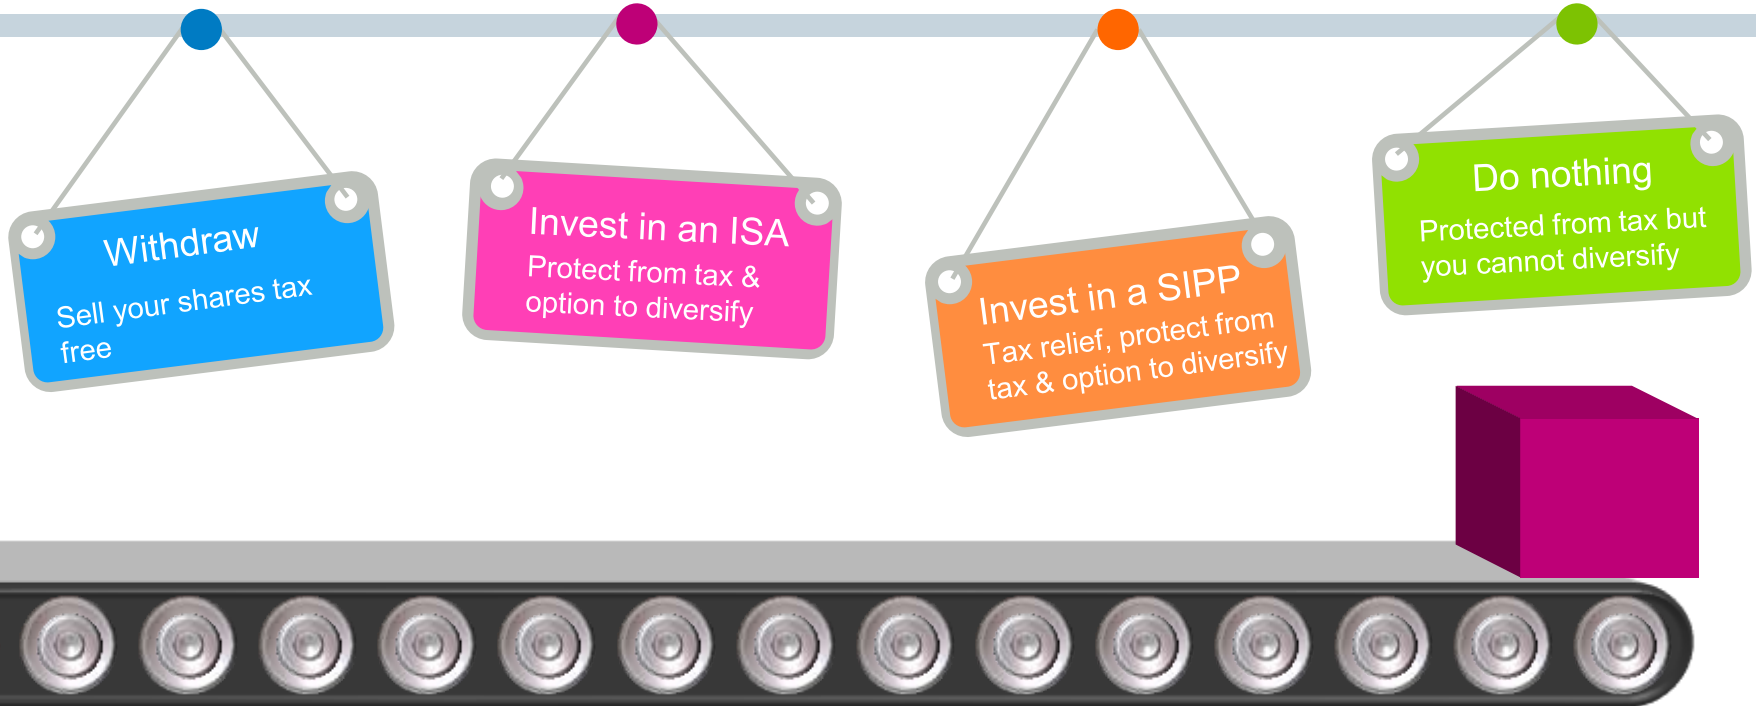 Withdraw
Sell your shares tax
free
Invest in an ISA
Protect from tax &
option to diversify
Invest in a SIPP
Tax relief, protect from
tax & option to diversify
Do nothing
Protected from tax but
you cannot diversify